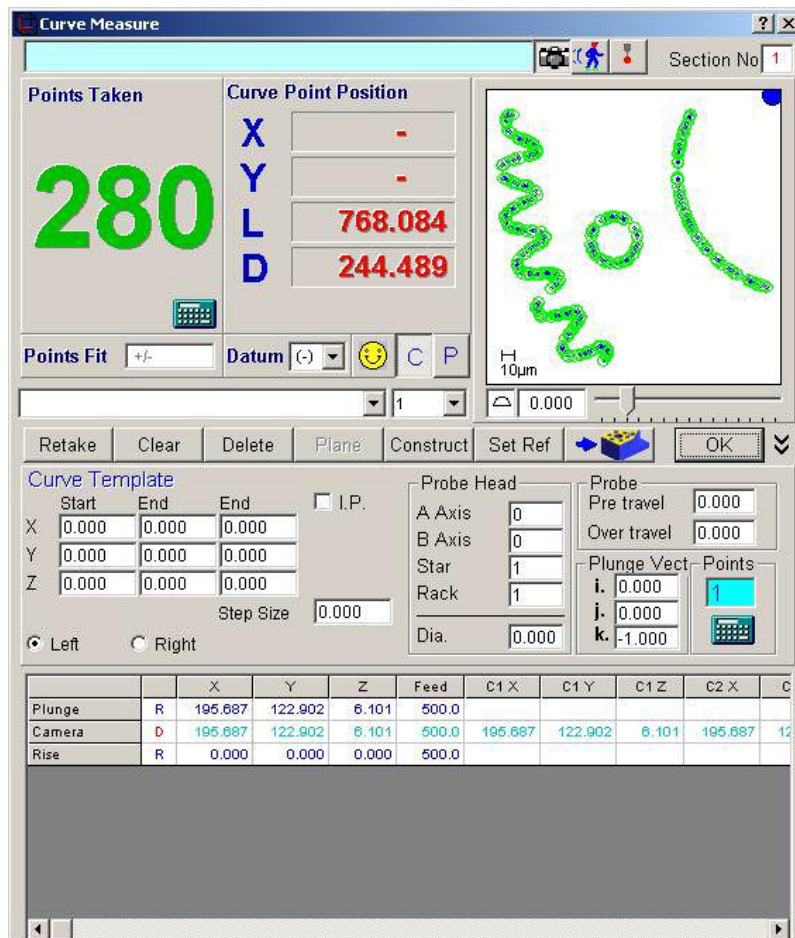 Curve Measure
Section No 1
Points Taken
280
Curve Point Position
X -
Y -
L 768.084
D 244.489
10µm
Points Fit +/- Datum (-) C P
1
0.000
Retake Clear Delete Plane Construct Set Ref OK
Curve Template
Start End End I.P.
X 0.000 0.000 0.000
Y 0.000 0.000 0.000
Z 0.000 0.000 0.000
Step Size 0.000
Left Right
Probe Head
A Axis 0
B Axis 0
Star 1
Rack 1
Dia. 0.000
Probe
Pre travel 0.000
Over travel 0.000
Plunge Vect
i. 0.000
j. 0.000
k. -1.000
Points
1
X Y Z Feed C1 X C1 Y C1 Z C2 X C
Plunge R 195.687 122.902 6.101 500.0
Camera D 195.687 122.902 6.101 500.0 195.687 122.902 6.101 195.687 12
Rise R 0.000 0.000 0.000 500.0